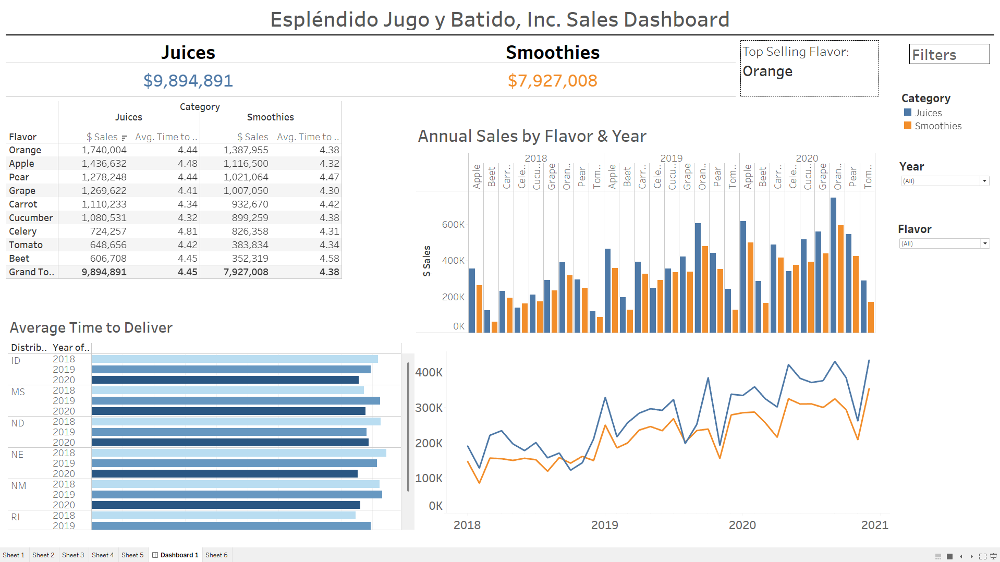 Espléndido Jugo y Batido, Inc. Sales Dashboard
Juices
Smoothies
$9,894,891
$7,927,008
Top Selling Flavor:
Orange
Filters
Category
Juices
Smoothies
Year
(All)
Flavor
(All)
Category
Juices Smoothies
Flavor $ Sales Avg. Time to .. $ Sales Avg. Time to ..
Orange 1,740,004 4.44 1,387,955 4.38
Apple 1,436,632 4.48 1,116,500 4.32
Pear 1,278,248 4.44 1,021,064 4.47
Grape 1,269,622 4.41 1,007,050 4.30
Carrot 1,110,233 4.34 932,670 4.42
Cucumber 1,080,531 4.32 899,259 4.38
Celery 724,257 4.81 826,358 4.31
Tomato 648,656 4.42 383,834 4.34
Beet 606,708 4.45 352,319 4.58
Grand To.. 9,894,891 4.45 7,927,008 4.38
Annual Sales by Flavor & Year
2018 2019 2020
Apple Beet Carr.. Cele.. Cucu.. Grape Oran.. Pear Tom.. Apple Beet Carr.. Cele.. Cucu.. Grape Oran.. Pear Tom.. Apple Beet Carr.. Cele.. Cucu.. Grape Oran.. Pear Tom..
$ Sales
600K
400K
200K
0K
Average Time to Deliver
Distrib.. Year of..
ID 2018
2019
2020
MS 2018
2019
2020
ND 2018
2019
2020
NE 2018
2019
2020
NM 2018
2019
2020
RI 2018
2019
400K
300K
200K
100K
0K
2018 2019 2020 2021
Sheet 1 Sheet 2 Sheet 3 Sheet 4 Sheet 5 Dashboard 1 Sheet 6